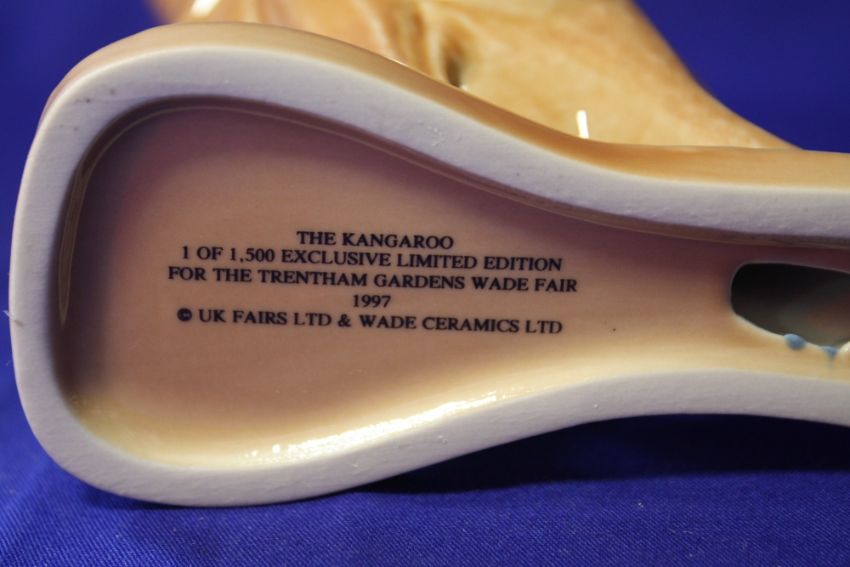 THE KANGAROO
1 OF 1,500 EXCLUSIVE LIMITED EDITION
FOR THE TRENTHAM GARDENS WADE FAIR
1997
© UK FAIRS LTD & WADE CERAMICS LTD